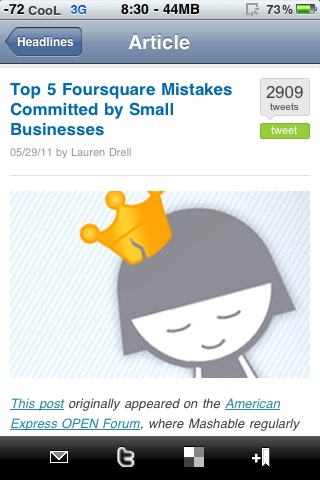 -72 CooL 3G 8:30 - 44MB 73%
Headlines
Article
Top 5 Foursquare Mistakes
Committed by Small
Businesses
2909
tweets
tweet
05/29/11 by Lauren Drell
This post originally appeared on the American
Express OPEN Forum, where Mashable regularly